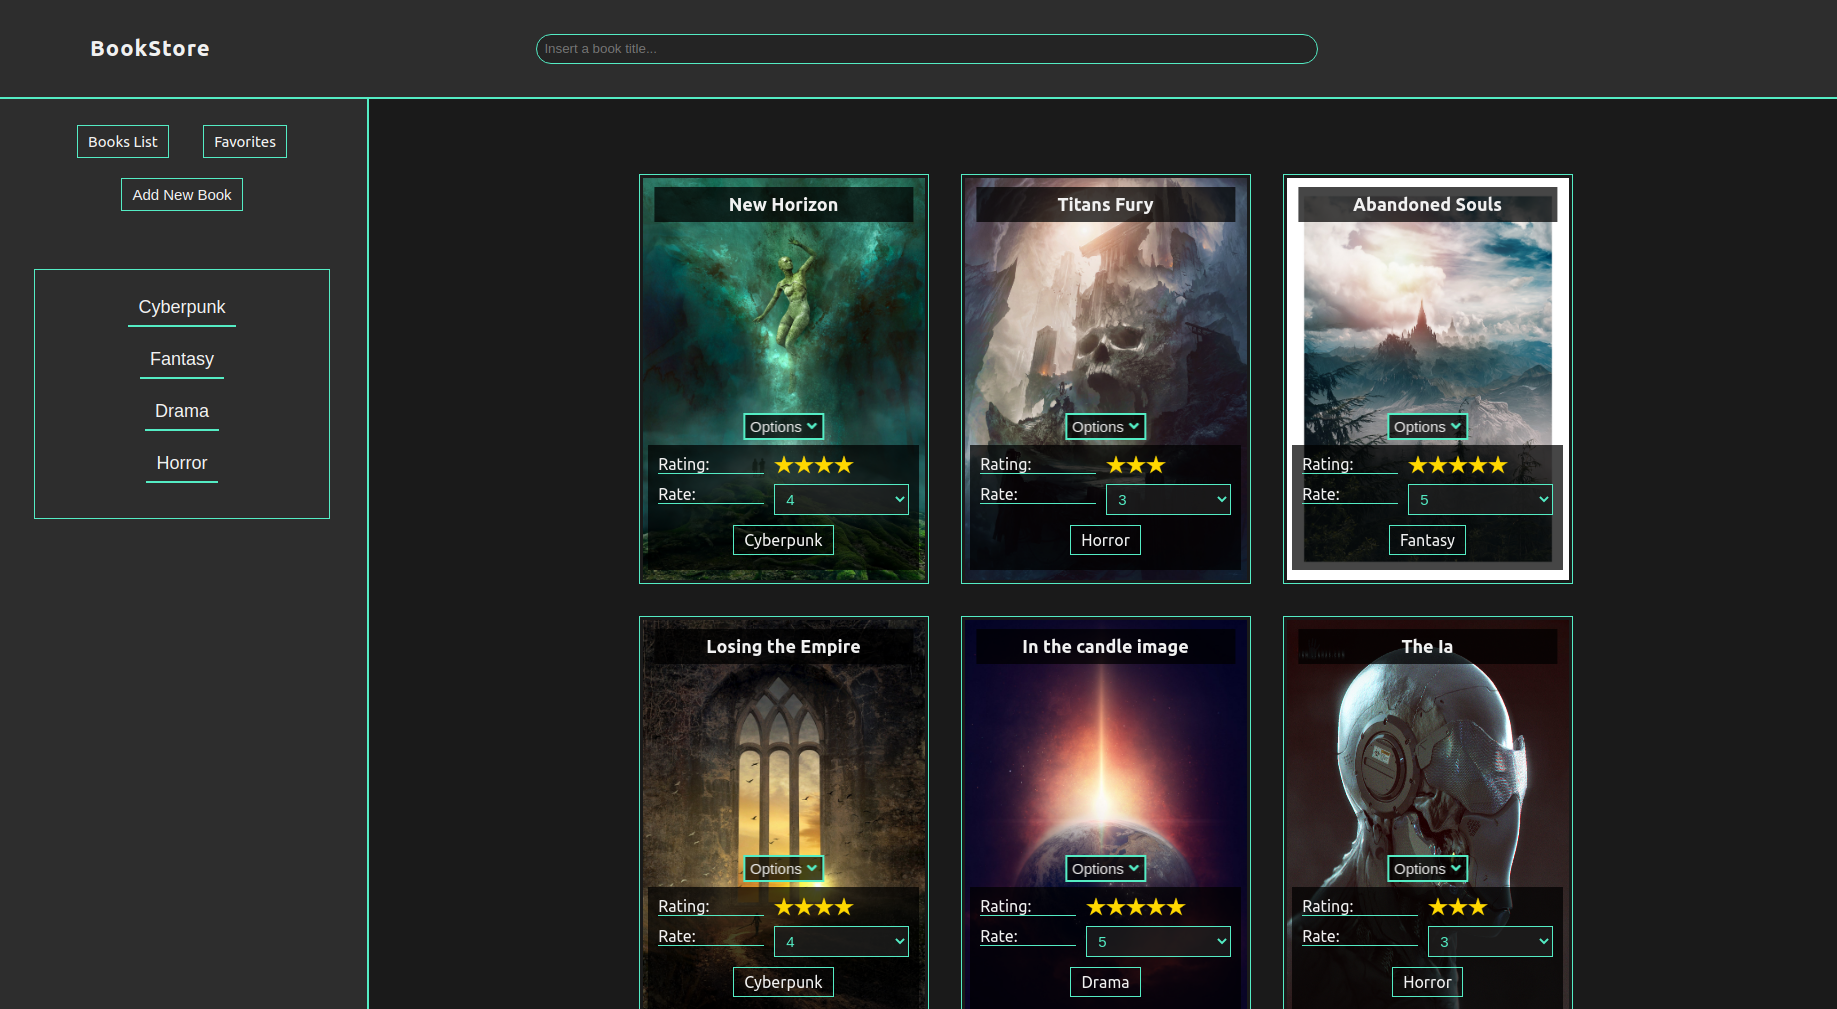 BookStore
Insert a book title...
Books List
Favorites
Add New Book
Cyberpunk
Fantasy
Drama
Horror
New Horizon
Options
Rating: ★★★★
Rate: 4
Cyberpunk
Titans Fury
Options
Rating: ★★★
Rate: 3
Horror
Abandoned Souls
Options
Rating: ★★★★★
Rate: 5
Fantasy
Losing the Empire
Options
Rating: ★★★★
Rate: 4
Cyberpunk
In the candle image
Options
Rating: ★★★★★
Rate: 5
Drama
The Ia
Options
Rating: ★★★
Rate: 3
Horror